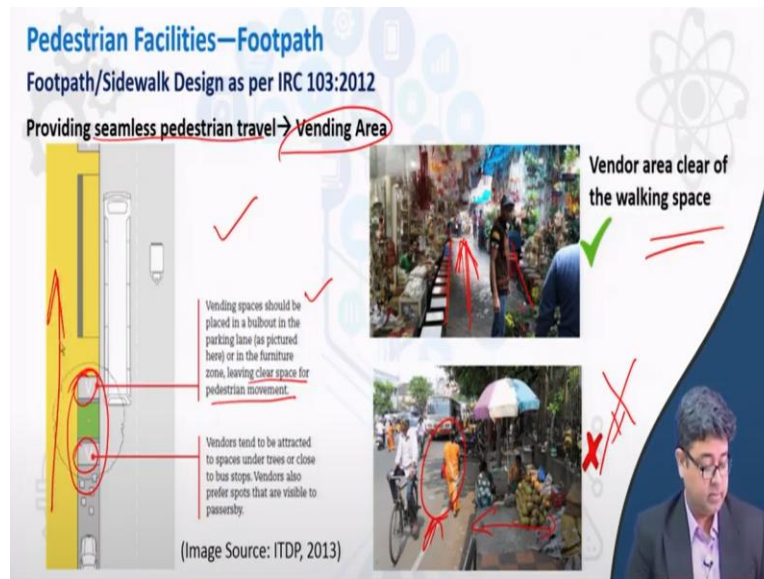 Pedestrian Facilities—Footpath
Footpath/Sidewalk Design as per IRC 103:2012
Providing seamless pedestrian travel→ Vending Area
Vending spaces should be
placed in a bulbout in the
parking lane (as pictured
here) or in the furniture
zone, leaving clear space for
pedestrian movement.
Vendors tend to be attracted
to spaces under trees or close
to bus stops. Vendors also
prefer spots that are visible to
passersby.
(Image Source: ITDP, 2013)
Vendor area clear of
the walking space